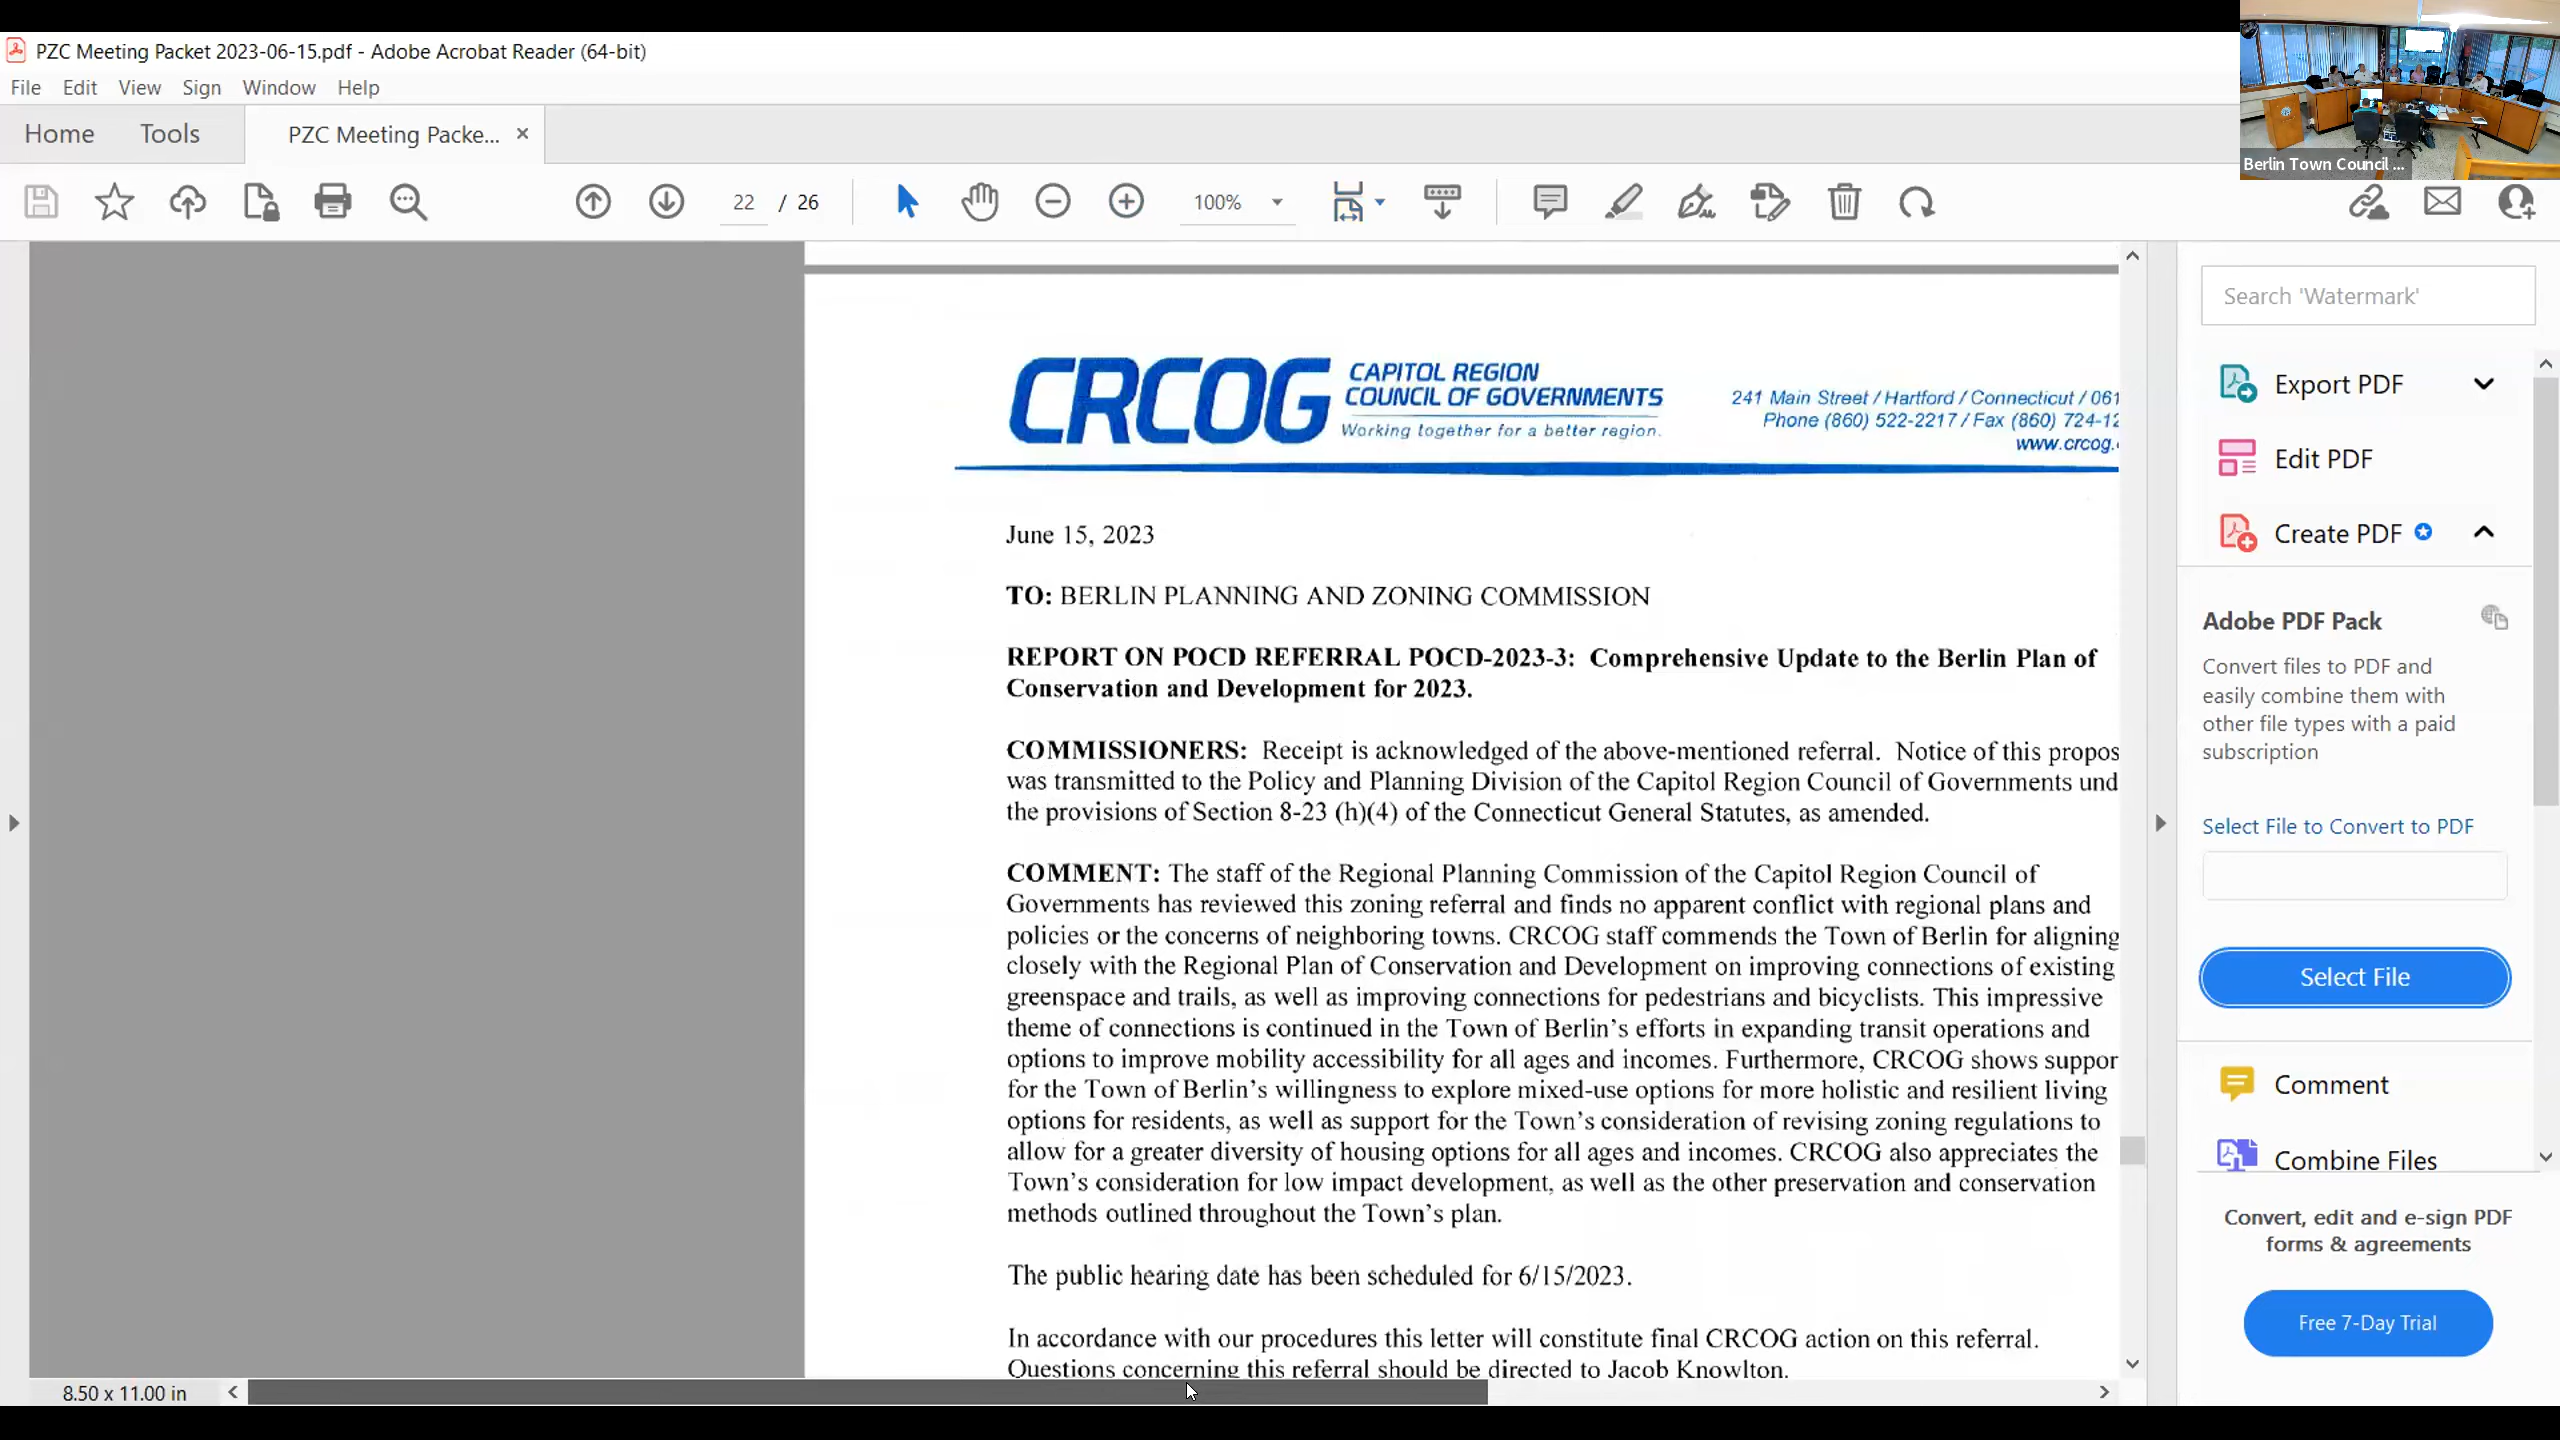 PZC Meeting Packet 2023-06-15.pdf - Adobe Acrobat Reader (64-bit)
File Edit View Sign Window Help
Home Tools PZC Meeting Packe...
Berlin Town Council ...
22 / 26 100%
CRCOG CAPITOL REGION
COUNCIL OF GOVERNMENTS
Working together for a better region.
241 Main Street / Hartford / Connecticut / 061
Phone (860) 522-2217 / Fax (860) 724-12
www.crcog.
June 15, 2023
TO: BERLIN PLANNING AND ZONING COMMISSION
REPORT ON POCD REFERRAL POCD-2023-3: Comprehensive Update to the Berlin Plan of
Conservation and Development for 2023.
COMMISSIONERS: Receipt is acknowledged of the above-mentioned referral. Notice of this propos
was transmitted to the Policy and Planning Division of the Capitol Region Council of Governments und
the provisions of Section 8-23 (h)(4) of the Connecticut General Statutes, as amended.
COMMENT: The staff of the Regional Planning Commission of the Capitol Region Council of
Governments has reviewed this zoning referral and finds no apparent conflict with regional plans and
policies or the concerns of neighboring towns. CRCOG staff commends the Town of Berlin for aligning
closely with the Regional Plan of Conservation and Development on improving connections of existing
greenspace and trails, as well as improving connections for pedestrians and bicyclists. This impressive
theme of connections is continued in the Town of Berlin's efforts in expanding transit operations and
options to improve mobility accessibility for all ages and incomes. Furthermore, CRCOG shows suppor
for the Town of Berlin's willingness to explore mixed-use options for more holistic and resilient living
options for residents, as well as support for the Town's consideration of revising zoning regulations to
allow for a greater diversity of housing options for all ages and incomes. CRCOG also appreciates the
Town's consideration for low impact development, as well as the other preservation and conservation
methods outlined throughout the Town's plan.
The public hearing date has been scheduled for 6/15/2023.
In accordance with our procedures this letter will constitute final CRCOG action on this referral.
Questions concerning this referral should be directed to Jacob Knowlton.
8.50 x 11.00 in
Search 'Watermark'
Export PDF
Edit PDF
Create PDF
Adobe PDF Pack
Convert files to PDF and
easily combine them with
other file types with a paid
subscription
Select File to Convert to PDF
Select File
Comment
Combine Files
Convert, edit and e-sign PDF
forms & agreements
Free 7-Day Trial